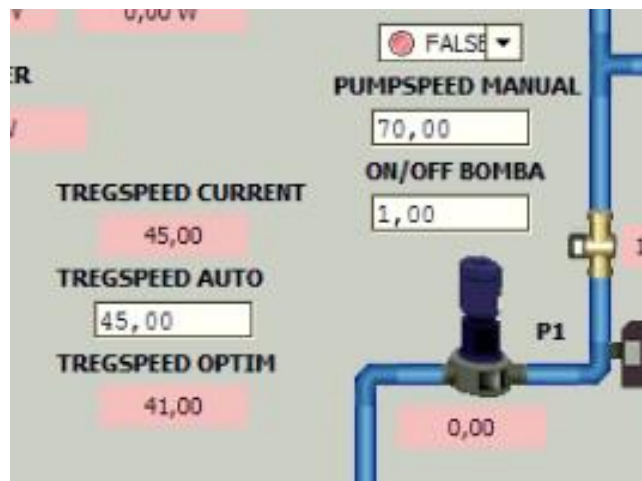 0,00 W
FALSE
ER
PUMPSPEED MANUAL
70,00
ON/OFF BOMBA
1,00
TREGSPEED CURRENT
45,00
TREGSPEED AUTO
45,00
P1
TREGSPEED OPTIM
41,00
0,00